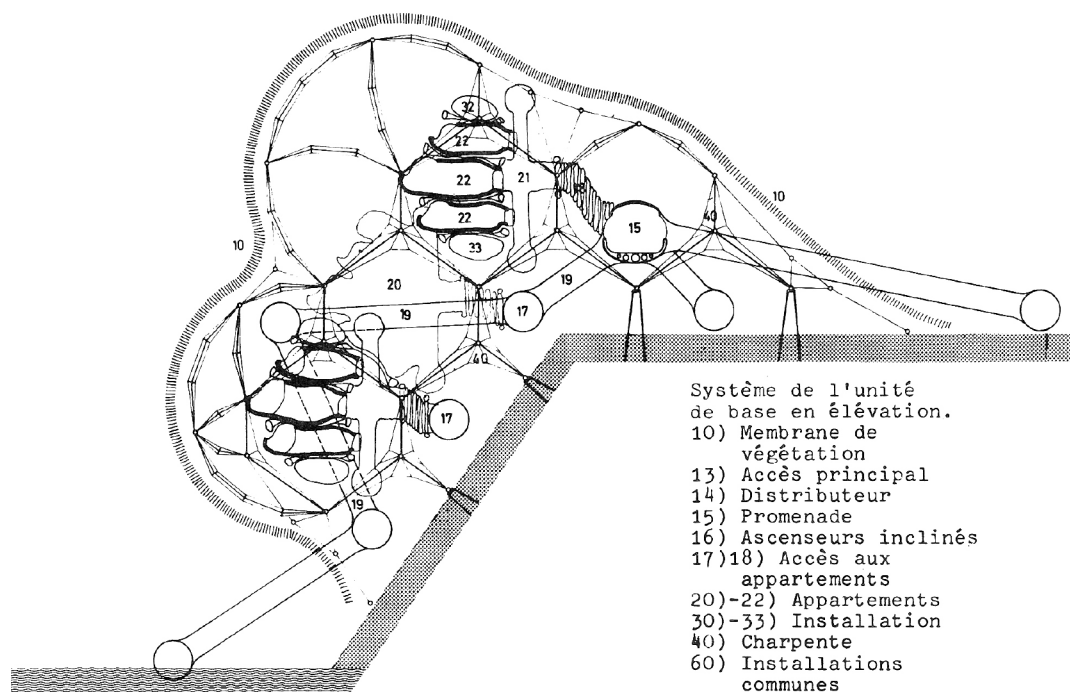 32
22
22
21
22
33
18
15
40
10
10
20
19
19
17
40
17
19
Système de l'unité
de base en élévation.
10) Membrane de
végétation
13) Accès principal
14) Distributeur
15) Promenade
16) Ascenseurs inclinés
17)18) Accès aux
appartements
20)-22) Appartements
30)-33) Installation
40) Charpente
60) Installations
communes